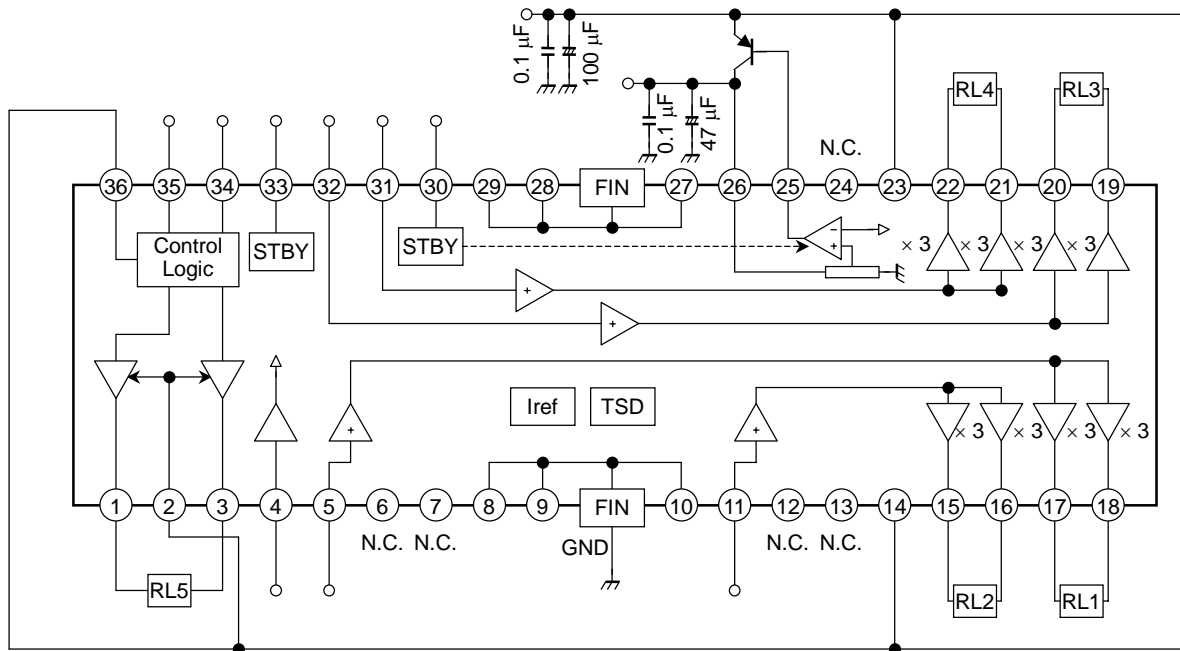 0.1 µF
100 µF
0.1 µF
47 µF
RL4
RL3
N.C.
36 35 34 33 32 31 30 29 28 FIN 27 26 25 24 23 22 21 20 19
Control
Logic
STBY
STBY
−
+
× 3
× 3
× 3
× 3
+
+
Iref
TSD
+
+
× 3
× 3
× 3
× 3
1 2 3 4 5 6 7 8 9 FIN 10 11 12 13 14 15 16 17 18
N.C.
N.C.
GND
N.C.
N.C.
RL5
RL2
RL1